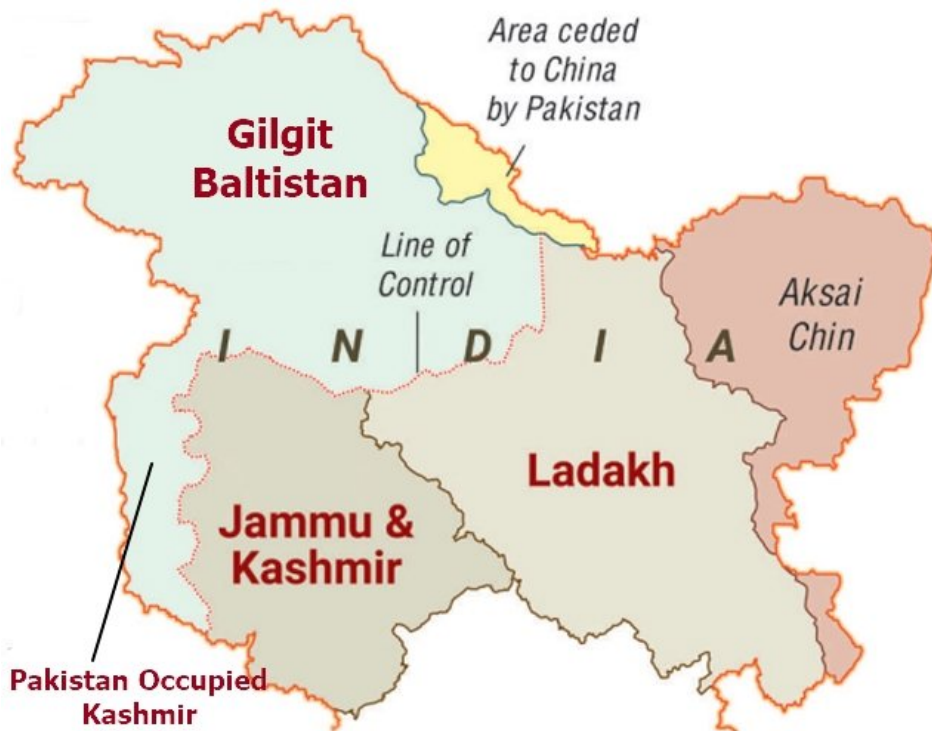 Area ceded
to China
by Pakistan
Gilgit
Baltistan
Line of
Control
Aksai
Chin
I N D I A
Ladakh
Jammu &
Kashmir
Pakistan Occupied
Kashmir